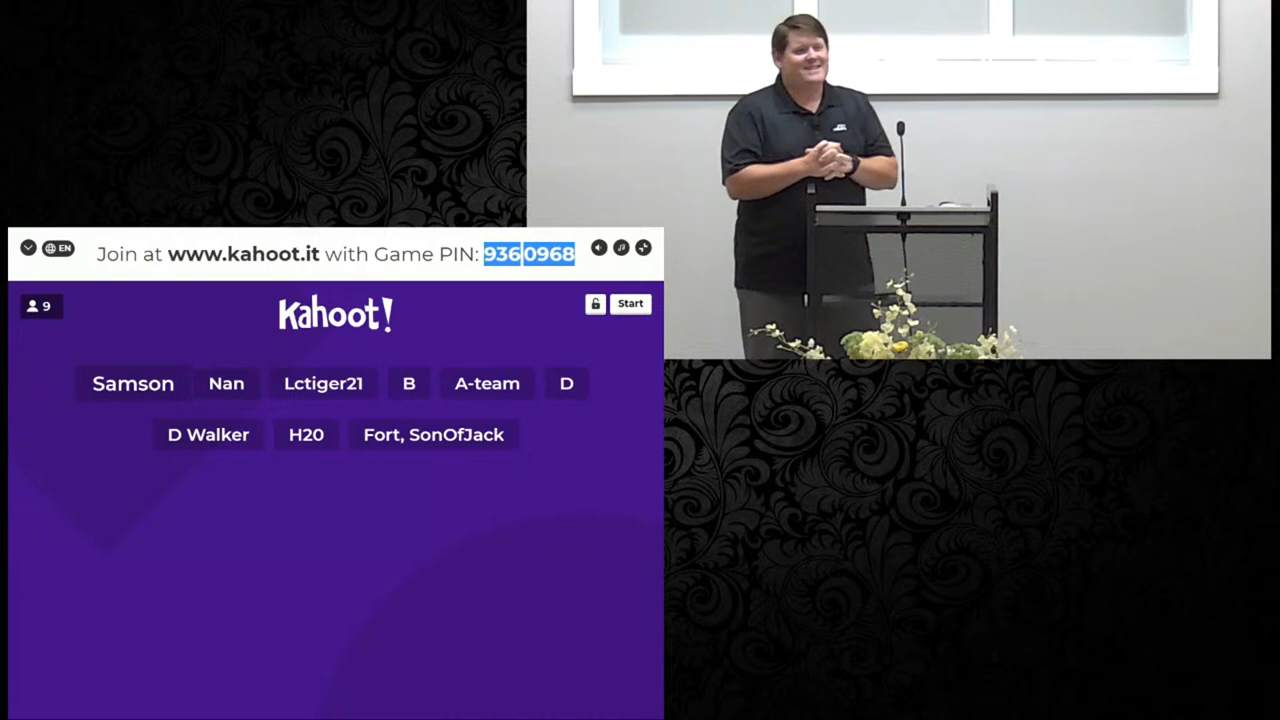 EN
Join at www.kahoot.it with Game PIN: 936 0968
9
Kahoot!
Start
Samson Nan Lctiger21 B A-team D
D Walker H20 Fort, SonOfJack